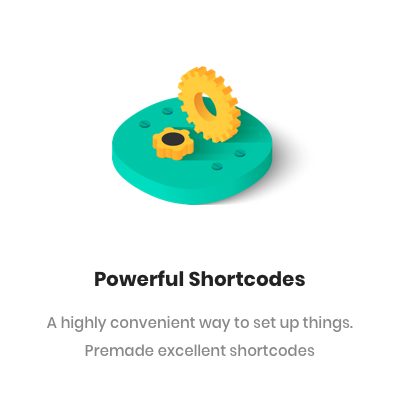 Powerful Shortcodes
A highly convenient way to set up things.
Premade excellent shortcodes